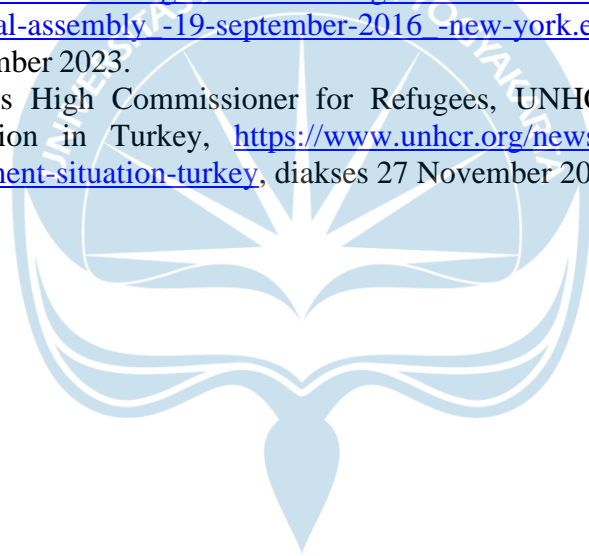 al-assembly_-19-september-2016_-new-york.e
mber 2023.
s High Commissioner for Refugees, UNHC
ion in Turkey, https://www.unhcr.org/news
nent-situation-turkey, diakses 27 November 20